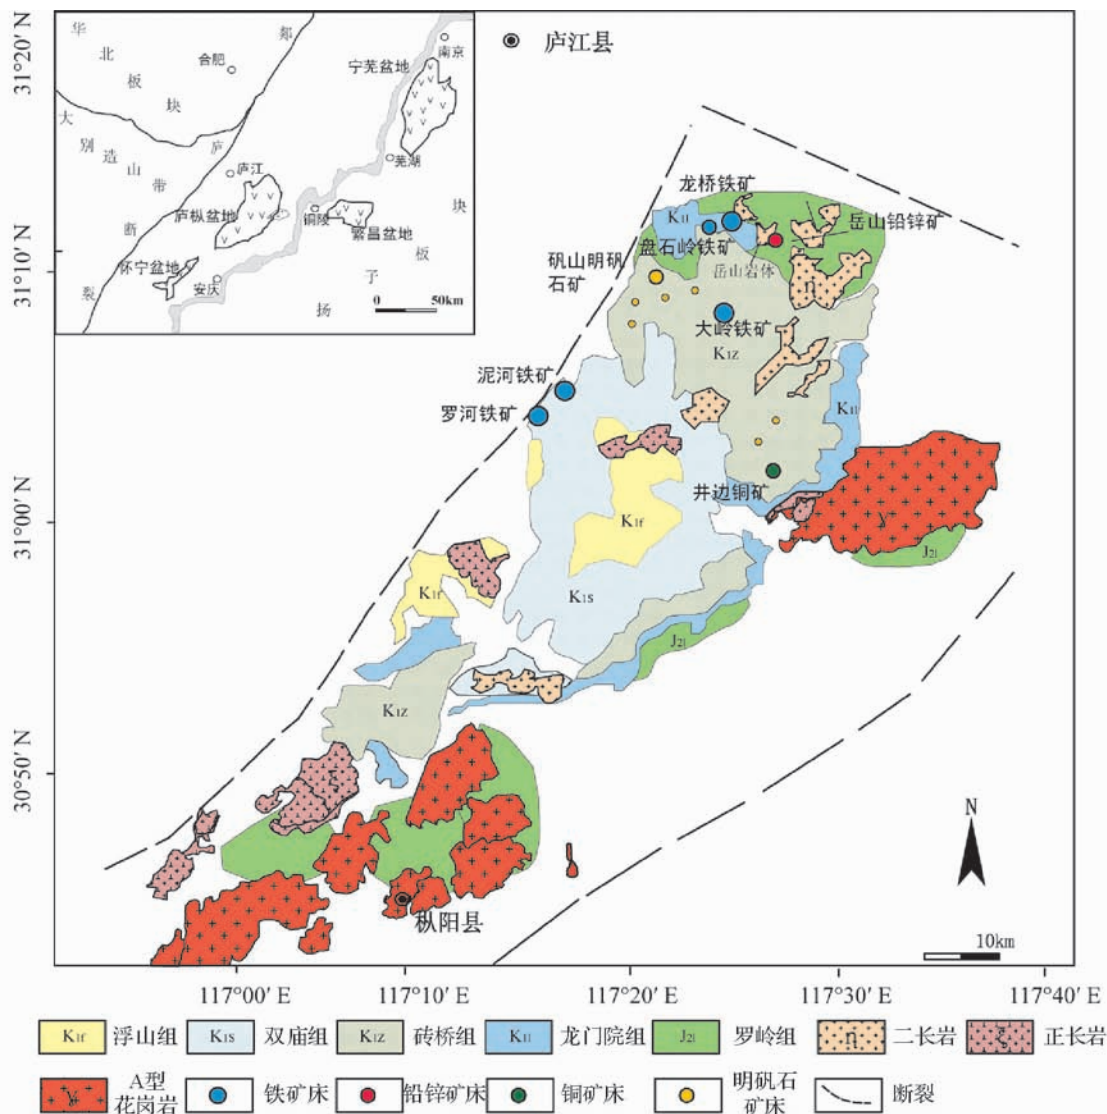 华北板块
大别造山带
郯庐断裂
扬子板块
合肥
南京
宁芜盆地
芜湖
庐江
庐枞盆地
铜陵
繁昌盆地
怀宁盆地
安庆
0 50km
庐江县
龙桥铁矿
K1l
岳山铅锌矿
盘石岭铁矿
岳山岩体
矾山明矾
石矿
η
大岭铁矿
K1z
泥河铁矿
罗河铁矿
K1l
井边铜矿
γ
K1f
J2l
K1f
K1s
J2l
K1z
ξ
枞阳县
N
10km
31°20′ N
31°10′ N
31°00′ N
30°50′ N
117°00′ E
117°10′ E
117°20′ E
117°30′ E
117°40′ E
K1f 浮山组
K1s 双庙组
K1z 砖桥组
K1l 龙门院组
J2l 罗岭组
η 二长岩
ξ 正长岩
γ A型
花岗岩
铁矿床
铅锌矿床
铜矿床
明矾石
矿床
断裂